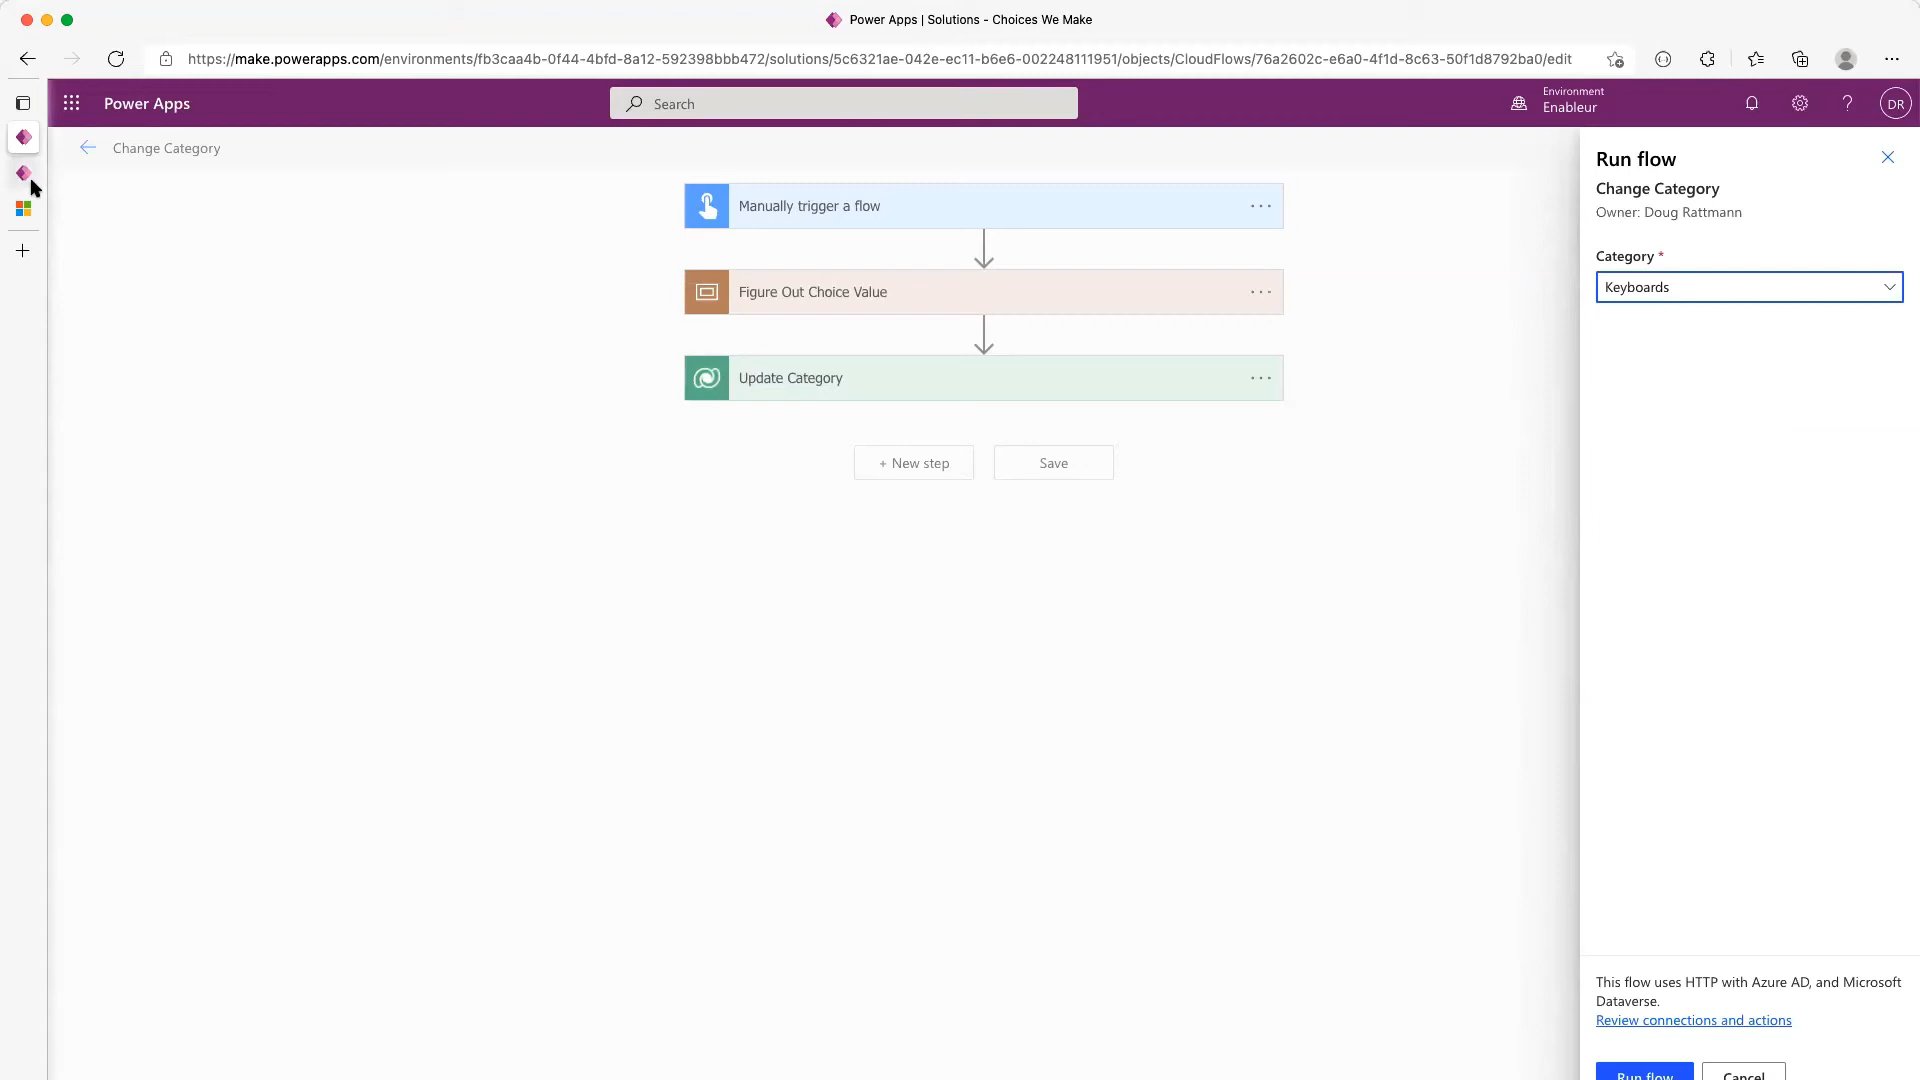 Power Apps | Solutions - Choices We Make
https://make.powerapps.com/environments/fb3caa4b-0f44-4bfd-8a12-592398bbb472/solutions/5c6321ae-042e-ec11-b6e6-002248111951/objects/CloudFlows/76a2602c-e6a0-4f1d-8c63-50f1d8792ba0/edit
Power Apps
Search
Environment
Enableur
DR
Change Category
Manually trigger a flow
Figure Out Choice Value
Update Category
+ New step
Save
Run flow
Change Category
Owner: Doug Rattmann
Category *
Keyboards
This flow uses HTTP with Azure AD, and Microsoft
Dataverse.
Review connections and actions
Run flow
Cancel